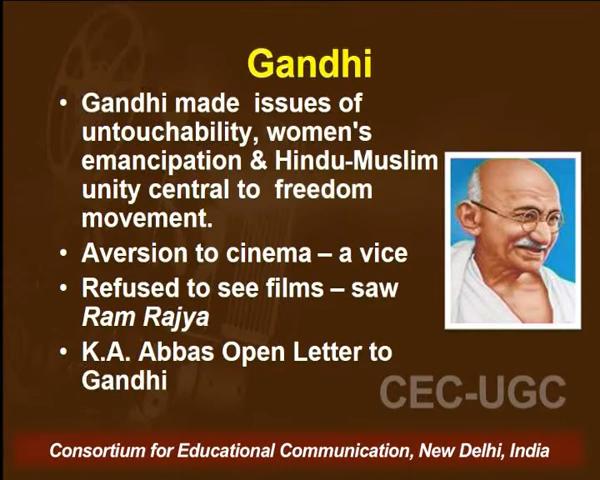 Gandhi
• Gandhi made issues of
untouchability, women's
emancipation & Hindu-Muslim
unity central to freedom
movement.
• Aversion to cinema – a vice
• Refused to see films – saw
Ram Rajya
• K.A. Abbas Open Letter to
Gandhi
CEC-UGC
Consortium for Educational Communication, New Delhi, India